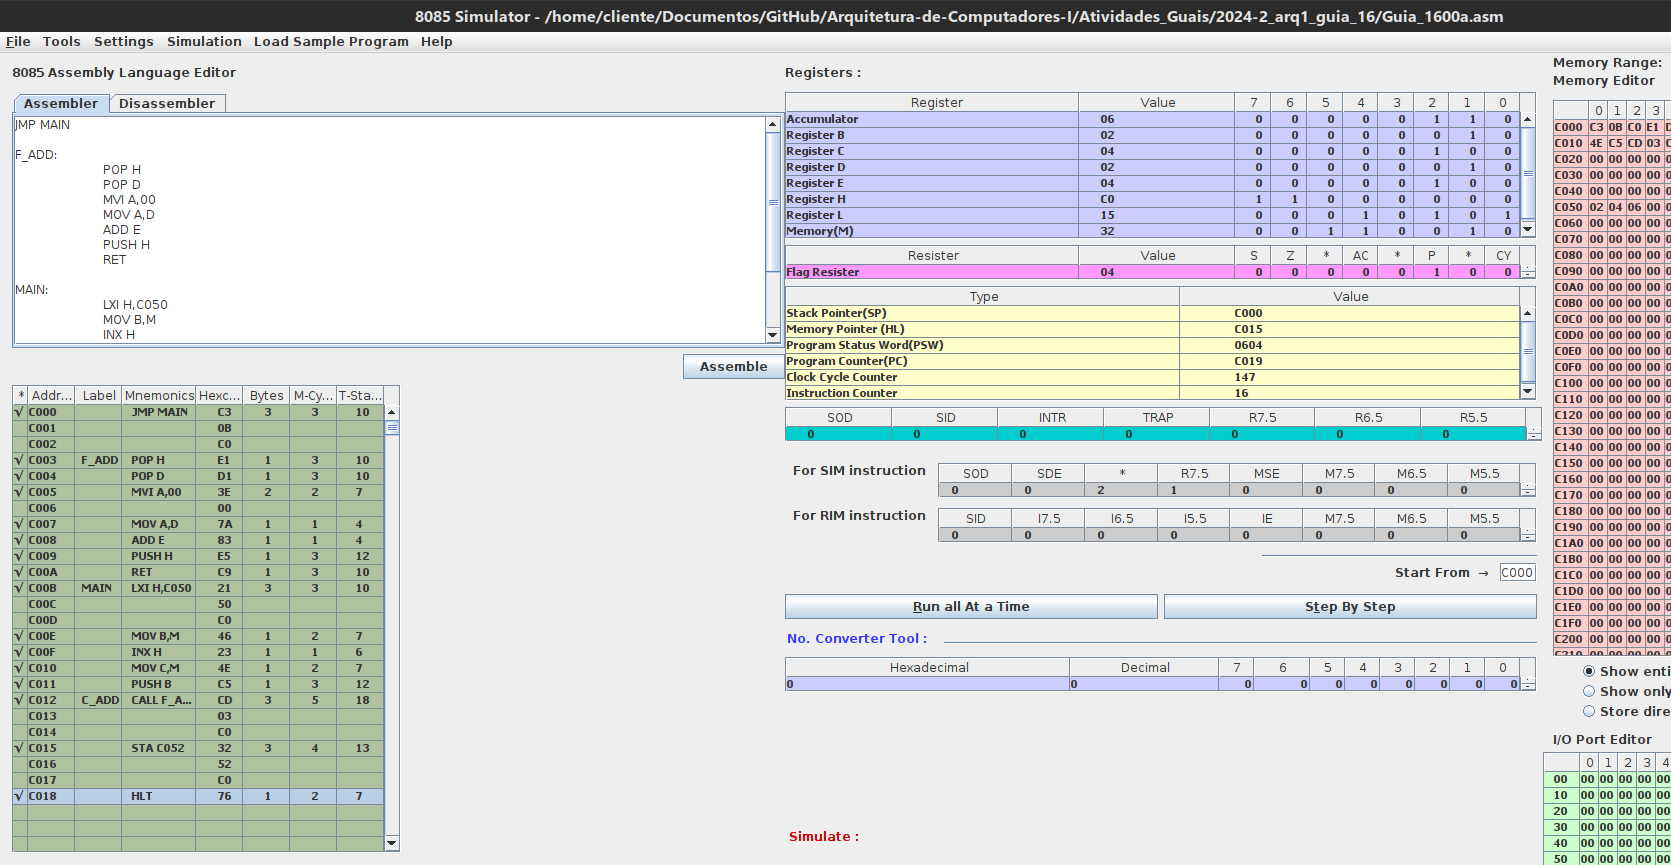 8085 Simulator - /home/cliente/Documentos/GitHub/Arquitetura-de-Computadores-I/Atividades_Guais/2024-2_arq1_guia_16/Guia_1600a.asm
File Tools Settings Simulation Load Sample Program Help
8085 Assembly Language Editor
Assembler Disassembler
JMP MAIN
F_ADD:
POP H
POP D
MVI A,00
MOV A,D
ADD E
PUSH H
RET
MAIN:
LXI H,C050
MOV B,M
INX H
Assemble
* Addr... Label Mnemonics Hexc... Bytes M-Cy... T-Sta...
√ C000 JMP MAIN C3 3 3 10
C001 0B
C002 C0
√ C003 F_ADD POP H E1 1 3 10
√ C004 POP D D1 1 3 10
√ C005 MVI A,00 3E 2 2 7
C006 00
√ C007 MOV A,D 7A 1 1 4
√ C008 ADD E 83 1 1 4
√ C009 PUSH H E5 1 3 12
√ C00A RET C9 1 3 10
√ C00B MAIN LXI H,C050 21 3 3 10
C00C 50
C00D C0
√ C00E MOV B,M 46 1 2 7
√ C00F INX H 23 1 1 6
√ C010 MOV C,M 4E 1 2 7
√ C011 PUSH B C5 1 3 12
√ C012 C_ADD CALL F_A... CD 3 5 18
C013 03
C014 C0
√ C015 STA C052 32 3 4 13
C016 52
C017 C0
√ C018 HLT 76 1 2 7
Registers :
Register Value 7 6 5 4 3 2 1 0
Accumulator 06 0 0 0 0 0 1 1 0
Register B 02 0 0 0 0 0 0 1 0
Register C 04 0 0 0 0 0 1 0 0
Register D 02 0 0 0 0 0 0 1 0
Register E 04 0 0 0 0 0 1 0 0
Register H C0 1 1 0 0 0 0 0 0
Register L 15 0 0 0 1 0 1 0 1
Memory(M) 32 0 0 1 1 0 0 1 0
Resister Value S Z * AC * P * CY
Flag Resister 04 0 0 0 0 0 1 0 0
Type Value
Stack Pointer(SP) C000
Memory Pointer (HL) C015
Program Status Word(PSW) 0604
Program Counter(PC) C019
Clock Cycle Counter 147
Instruction Counter 16
SOD SID INTR TRAP R7.5 R6.5 R5.5
0 0 0 0 0 0 0
For SIM instruction
SOD SDE * R7.5 MSE M7.5 M6.5 M5.5
0 0 2 1 0 0 0 0
For RIM instruction
SID I7.5 I6.5 I5.5 IE M7.5 M6.5 M5.5
0 0 0 0 0 0 0 0
Start From → C000
Run all At a Time Step By Step
No. Converter Tool :
Hexadecimal Decimal 7 6 5 4 3 2 1 0
0 0 0 0 0 0 0 0 0 0
Simulate :
Memory Range:
Memory Editor
0 1 2 3
C000 C3 0B C0 E1
C010 4E C5 CD 03
C020 00 00 00 00
C030 00 00 00 00
C040 00 00 00 00
C050 02 04 06 00
C060 00 00 00 00
C070 00 00 00 00
C080 00 00 00 00
C090 00 00 00 00
C0A0 00 00 00 00
C0B0 00 00 00 00
C0C0 00 00 00 00
C0D0 00 00 00 00
C0E0 00 00 00 00
C0F0 00 00 00 00
C100 00 00 00 00
C110 00 00 00 00
C120 00 00 00 00
C130 00 00 00 00
C140 00 00 00 00
C150 00 00 00 00
C160 00 00 00 00
C170 00 00 00 00
C180 00 00 00 00
C190 00 00 00 00
C1A0 00 00 00 00
C1B0 00 00 00 00
C1C0 00 00 00 00
C1D0 00 00 00 00
C1E0 00 00 00 00
C1F0 00 00 00 00
C200 00 00 00 00
Show enti
Show only
Store dire
I/O Port Editor
0 1 2 3 4
00 00 00 00 00 00
10 00 00 00 00 00
20 00 00 00 00 00
30 00 00 00 00 00
40 00 00 00 00 00
50 00 00 00 00 00